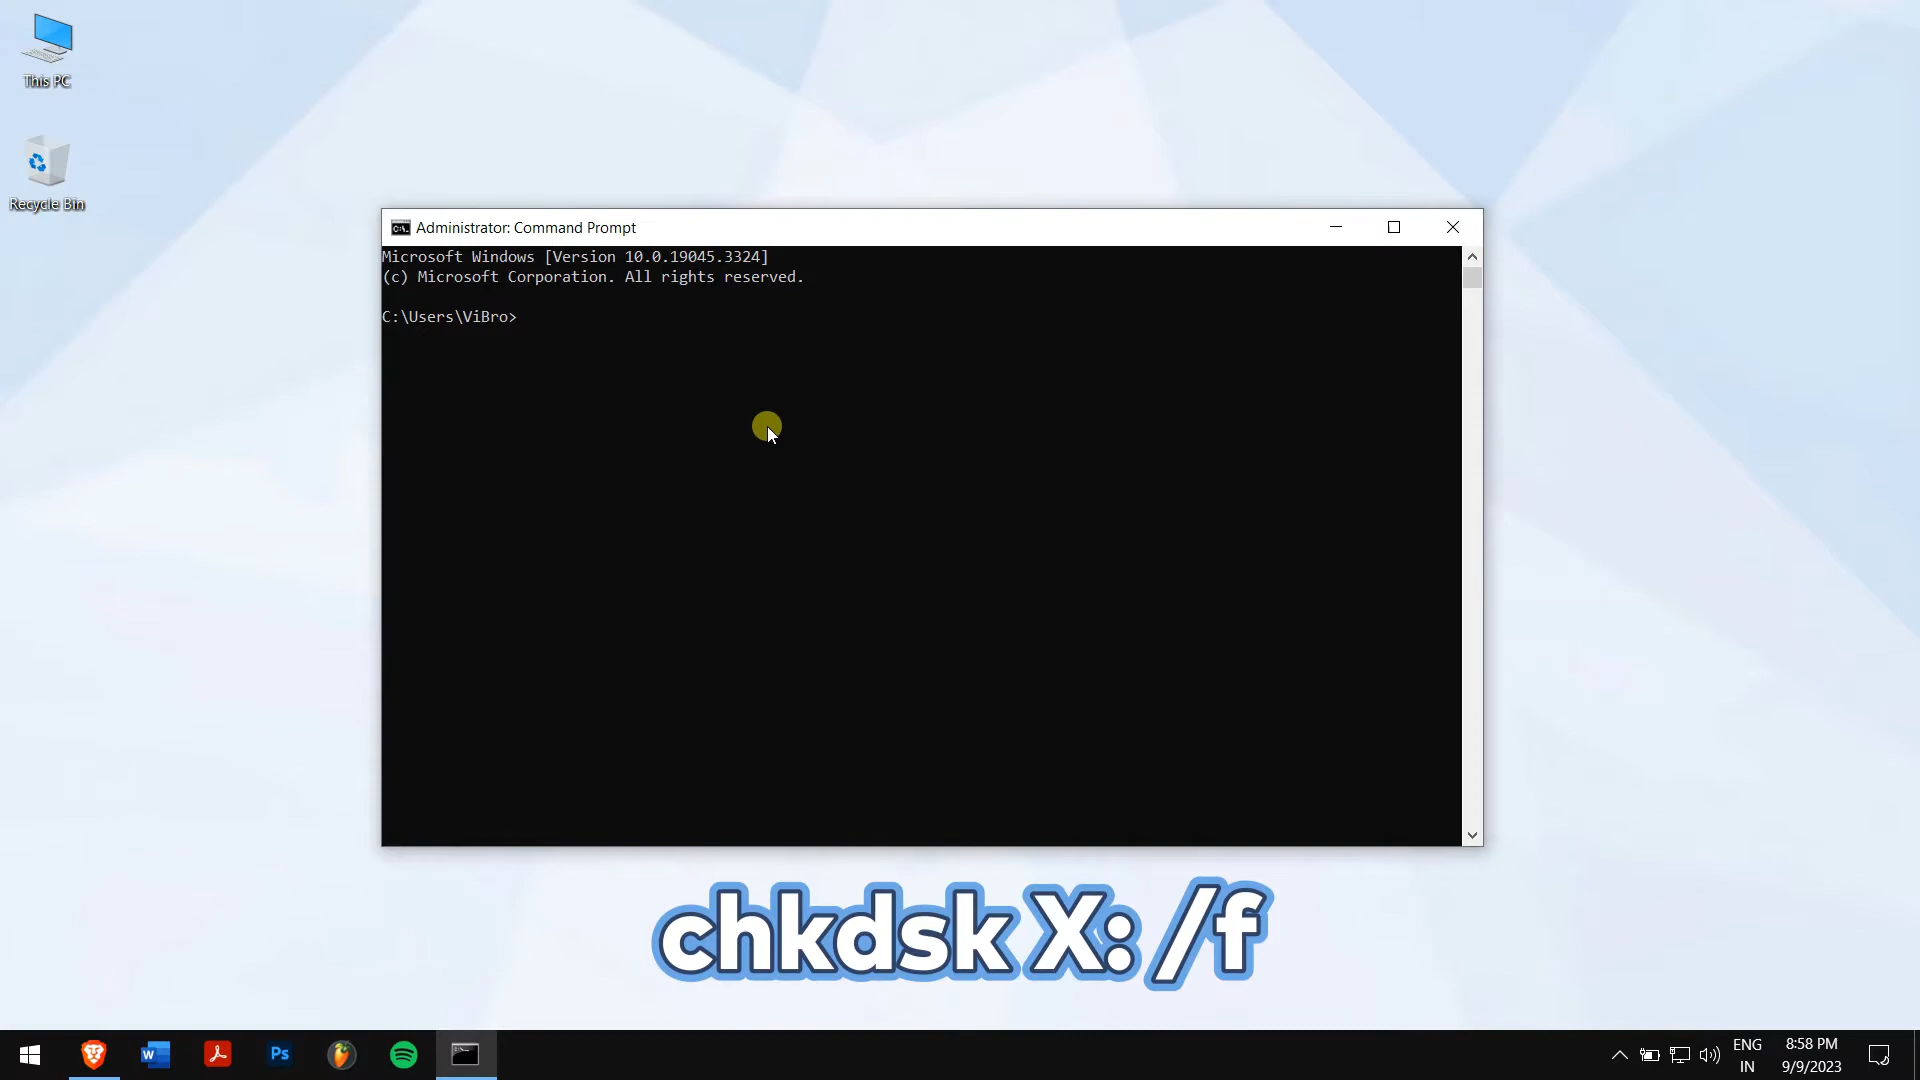 This PC
Recycle Bin
Administrator: Command Prompt
Microsoft Windows [Version 10.0.19045.3324]
(c) Microsoft Corporation. All rights reserved.
C:\Users\ViBro>
chkdsk X: /f
ENG
IN
8:58 PM
9/9/2023